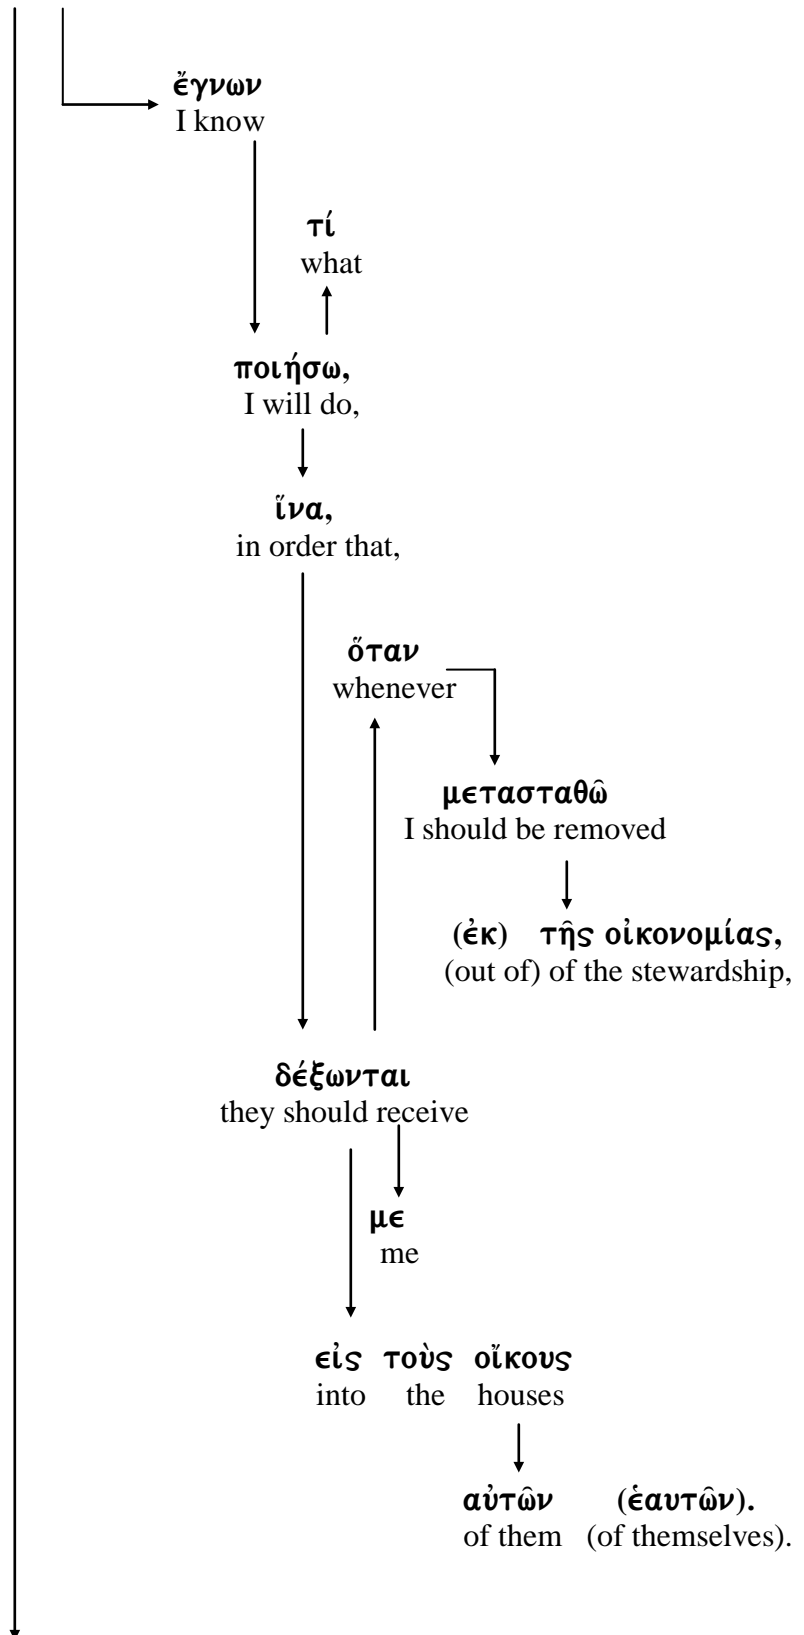 ἔγνων
I know
τί
what
ποιήσω,
I will do,
ἵνα,
in order that,
ὅταν
whenever
μετασταθῶ
I should be removed
(ἐκ) τῆς οἰκονομίας,
(out of) of the stewardship,
δέξωνται
they should receive
με
me
εἰς τοὺς οἴκους
into the houses
αὐτῶν (ἑαυτῶν).
of them (of themselves).